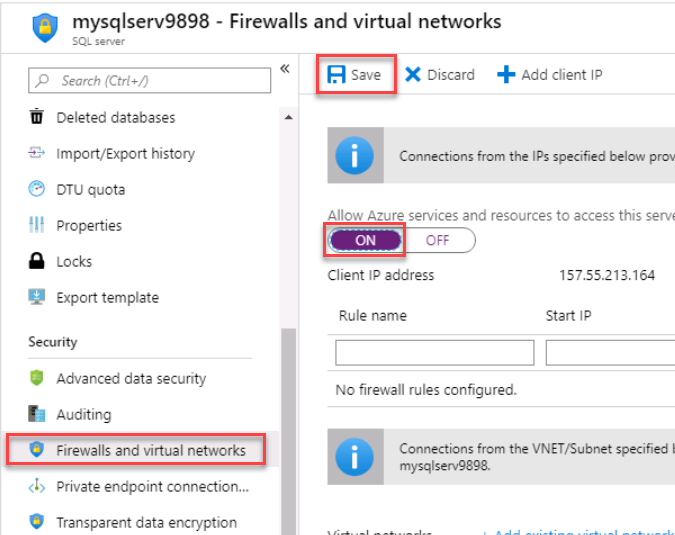 mysqlserv9898 - Firewalls and virtual networks
SQL server
Search (Ctrl+/)
«
Deleted databases
Import/Export history
DTU quota
Properties
Locks
Export template
Security
Advanced data security
Auditing
Firewalls and virtual networks
Private endpoint connection...
Transparent data encryption
Save
Discard
Add client IP
Connections from the IPs specified below prov
Allow Azure services and resources to access this serve
ON
OFF
Client IP address 157.55.213.164
Rule name Start IP
No firewall rules configured.
Connections from the VNET/Subnet specified
mysqlserv9898.
Virtual networks + Add existing virtual network